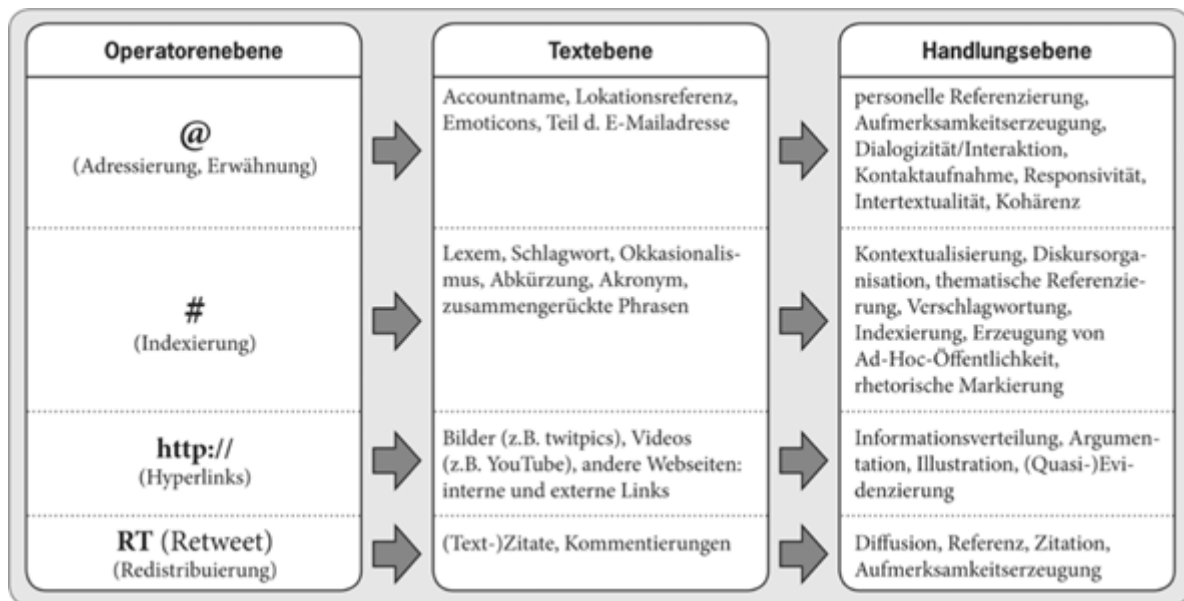 Operatorenebene
Textebene
Handlungsebene
@
(Adressierung, Erwähnung)
Accountname, Lokationsreferenz,
Emoticons, Teil d. E-Mailadresse
personelle Referenzierung,
Aufmerksamkeitserzeugung,
Dialogizität/Interaktion,
Kontaktaufnahme, Responsivität,
Intertextualität, Kohärenz
#
(Indexierung)
Lexem, Schlagwort, Okkasionalis-
mus, Abkürzung, Akronym,
zusammengerückte Phrasen
Kontextualisierung, Diskursorga-
nisation, thematische Referenzie-
rung, Verschlagwortung,
Indexierung, Erzeugung von
Ad-Hoc-Öffentlichkeit,
rhetorische Markierung
http://
(Hyperlinks)
Bilder (z.B. twitpics), Videos
(z.B. YouTube), andere Webseiten:
interne und externe Links
Informationsverteilung, Argumen-
tation, Illustration, (Quasi-)Evi-
denzierung
RT (Retweet)
(Redistribuierung)
(Text-)Zitate, Kommentierungen
Diffusion, Referenz, Zitation,
Aufmerksamkeitserzeugung